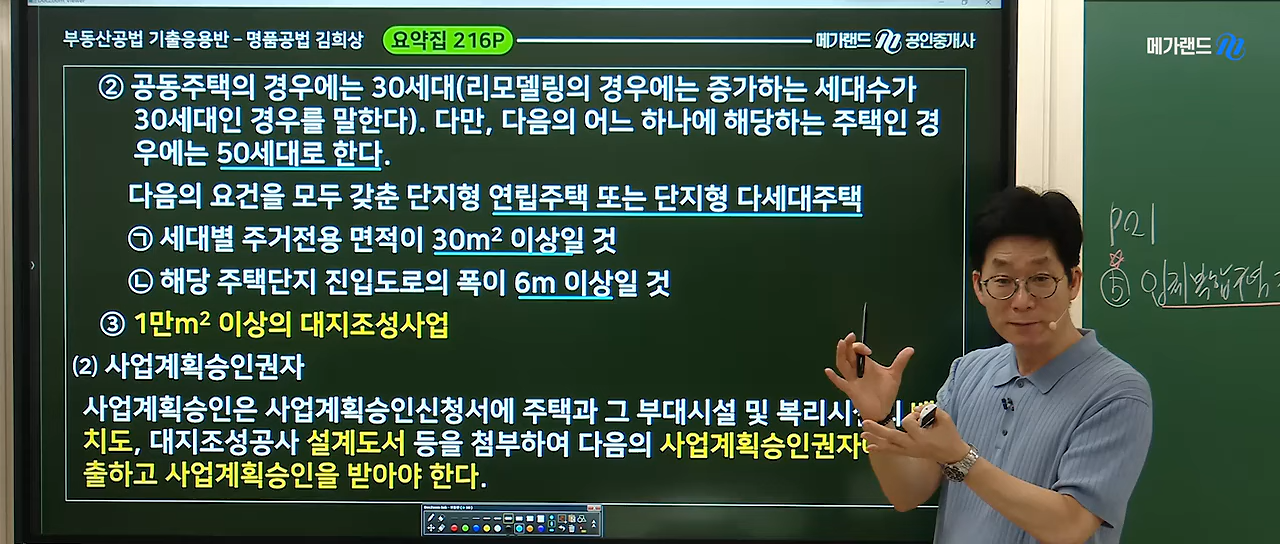 부동산공법 기출응용반 – 명품공법 김희상
요약집 216P
메가랜드 공인중개사
메가랜드
② 공동주택의 경우에는 30세대(리모델링의 경우에는 증가하는 세대수가
30세대인 경우를 말한다). 다만, 다음의 어느 하나에 해당하는 주택인 경
우에는 50세대로 한다.
다음의 요건을 모두 갖춘 단지형 연립주택 또는 단지형 다세대주택
㉠ 세대별 주거전용 면적이 30m² 이상일 것
㉡ 해당 주택단지 진입도로의 폭이 6m 이상일 것
③ 1만m² 이상의 대지조성사업
⑵ 사업계획승인권자
사업계획승인은 사업계획승인신청서에 주택과 그 부대시설 및 복리시
치도, 대지조성공사 설계도서 등을 첨부하여 다음의 사업계획승인권자
출하고 사업계획승인을 받아야 한다.
P21
⑤